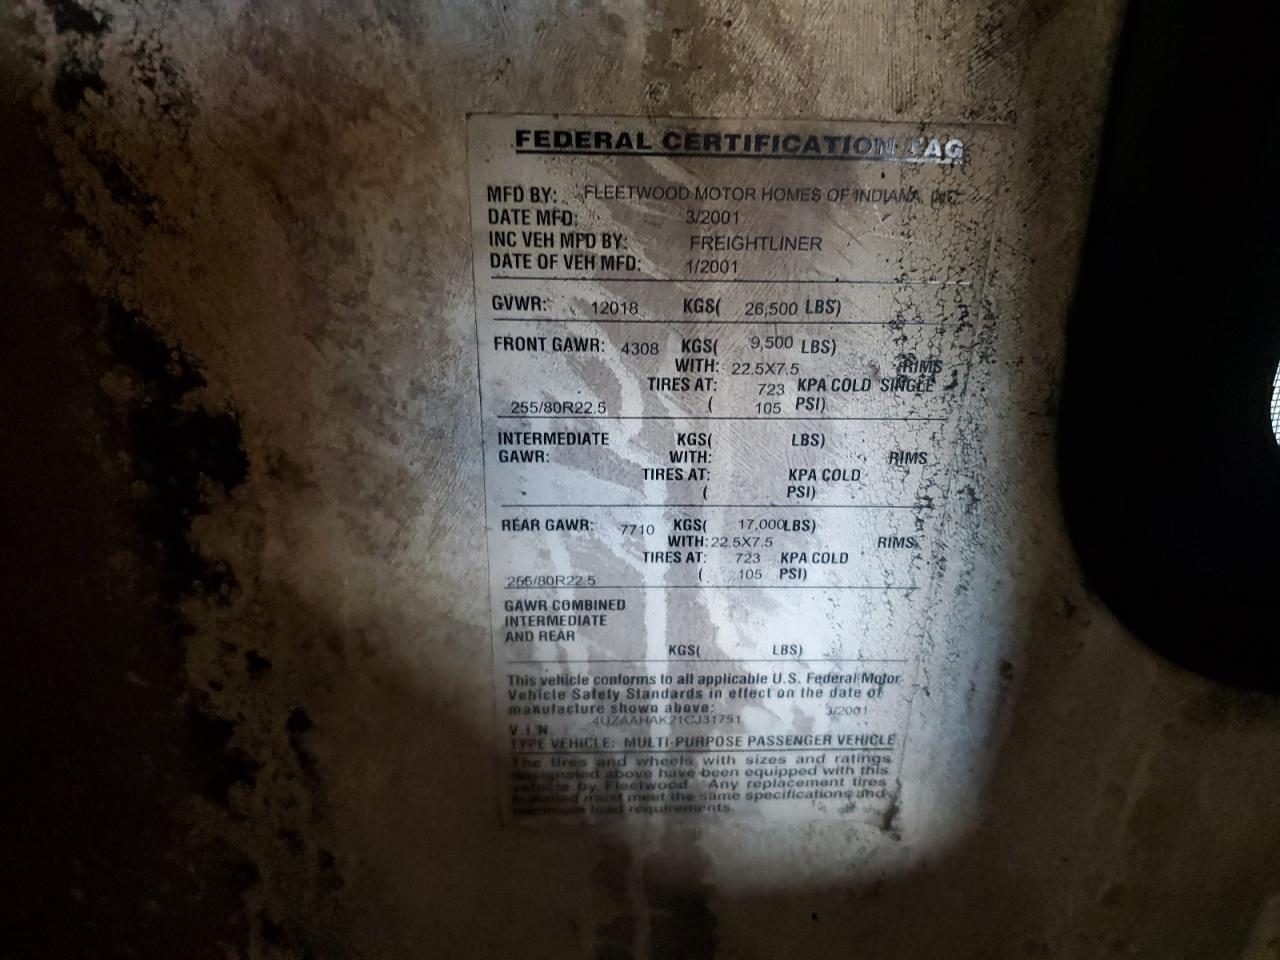 FEDERAL CERTIFICATION TAG
MFD BY: FLEETWOOD MOTOR HOMES OF INDIANA, INC
DATE MFD: 3/2001
INC VEH MFD BY: FREIGHTLINER
DATE OF VEH MFD: 1/2001
GVWR: 12018 KGS( 26,500 LBS)
FRONT GAWR: 4308 KGS( 9,500 LBS)
WITH: 22.5X7.5 RIMS
TIRES AT: 723 KPA COLD SINGLE
255/80R22.5 ( 105 PSI)
INTERMEDIATE KGS( LBS)
GAWR: WITH: RIMS
TIRES AT: KPA COLD
( PSI)
REAR GAWR: 7710 KGS( 17,000 LBS)
WITH: 22.5X7.5 RIMS
TIRES AT: 723 KPA COLD
255/80R22.5 ( 105 PSI)
GAWR COMBINED
INTERMEDIATE
AND REAR
KGS( LBS)
This vehicle conforms to all applicable U.S. Federal Motor
Vehicle Safety Standards in effect on the date of
manufacture shown above: 3/2001
V I N 4UZAAHAK21CJ31751
TYPE VEHICLE: MULTI-PURPOSE PASSENGER VEHICLE
The tires and wheels with sizes and ratings
designated above have been equipped with this
vehicle by Fleetwood. Any replacement tires
installed must meet the same specifications and
minimum load requirements.